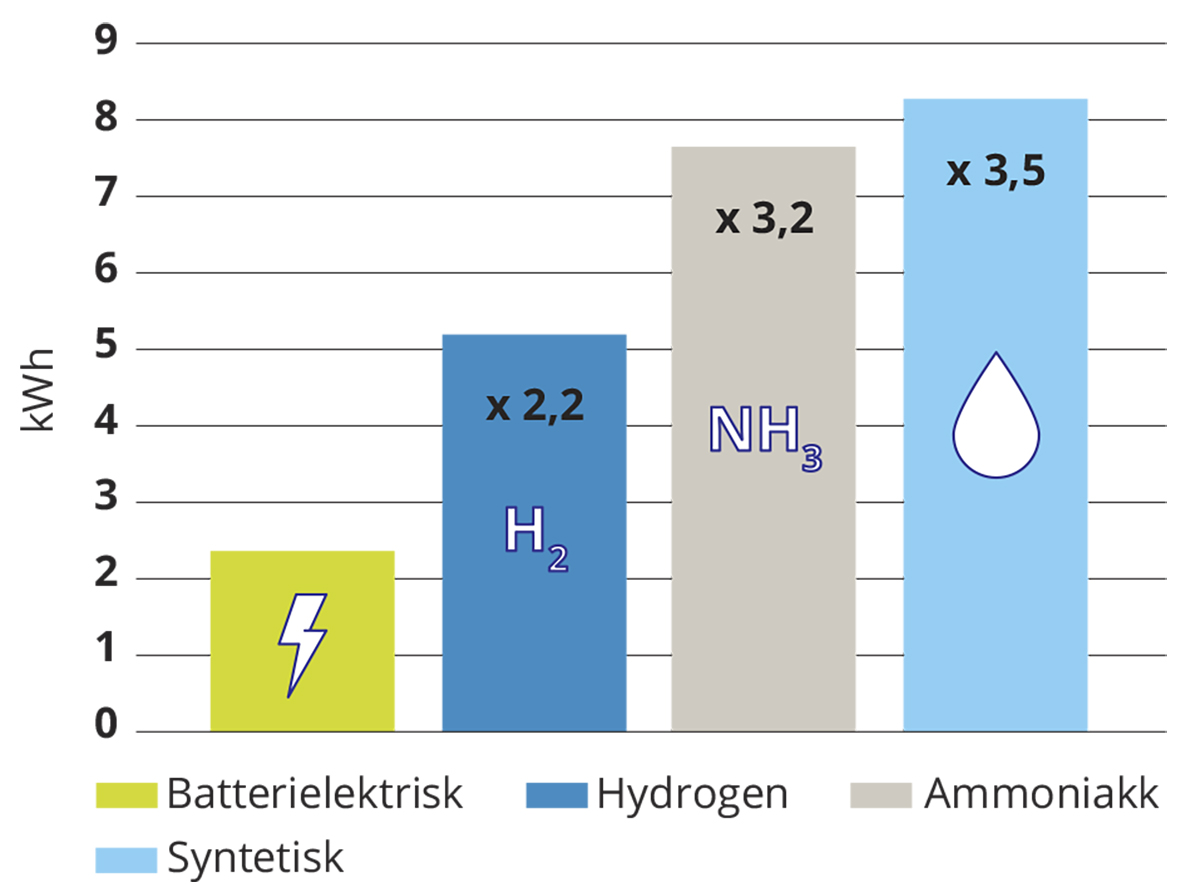 9
8
x 3,5
7
x 3,2
6
5
kWh
x 2,2
4
NH3
3
H2
2
1
0
Batterielektrisk Hydrogen Ammoniakk
Syntetisk